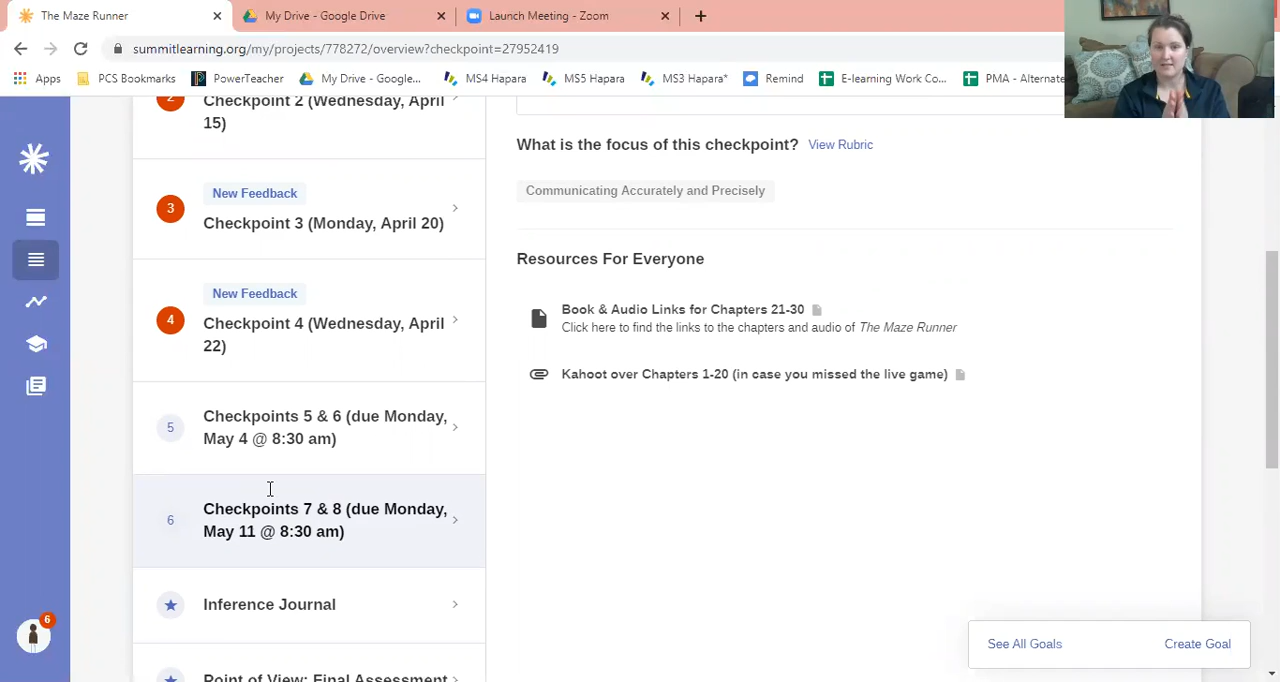 The Maze Runner
My Drive - Google Drive
Launch Meeting - Zoom
summitlearning.org/my/projects/778272/overview?checkpoint=27952419
Apps
PCS Bookmarks
PowerTeacher
My Drive - Google...
MS4 Hapara
MS5 Hapara
MS3 Hapara*
Remind
E-learning Work Co...
PMA - Alternate
2
Checkpoint 2 (Wednesday, April
15)
New Feedback
3
Checkpoint 3 (Monday, April 20)
New Feedback
4
Checkpoint 4 (Wednesday, April
22)
5
Checkpoints 5 & 6 (due Monday,
May 4 @ 8:30 am)
6
Checkpoints 7 & 8 (due Monday,
May 11 @ 8:30 am)
Inference Journal
Point of View: Final Assessment
6
What is the focus of this checkpoint? View Rubric
Communicating Accurately and Precisely
Resources For Everyone
Book & Audio Links for Chapters 21-30
Click here to find the links to the chapters and audio of The Maze Runner
Kahoot over Chapters 1-20 (in case you missed the live game)
See All Goals
Create Goal